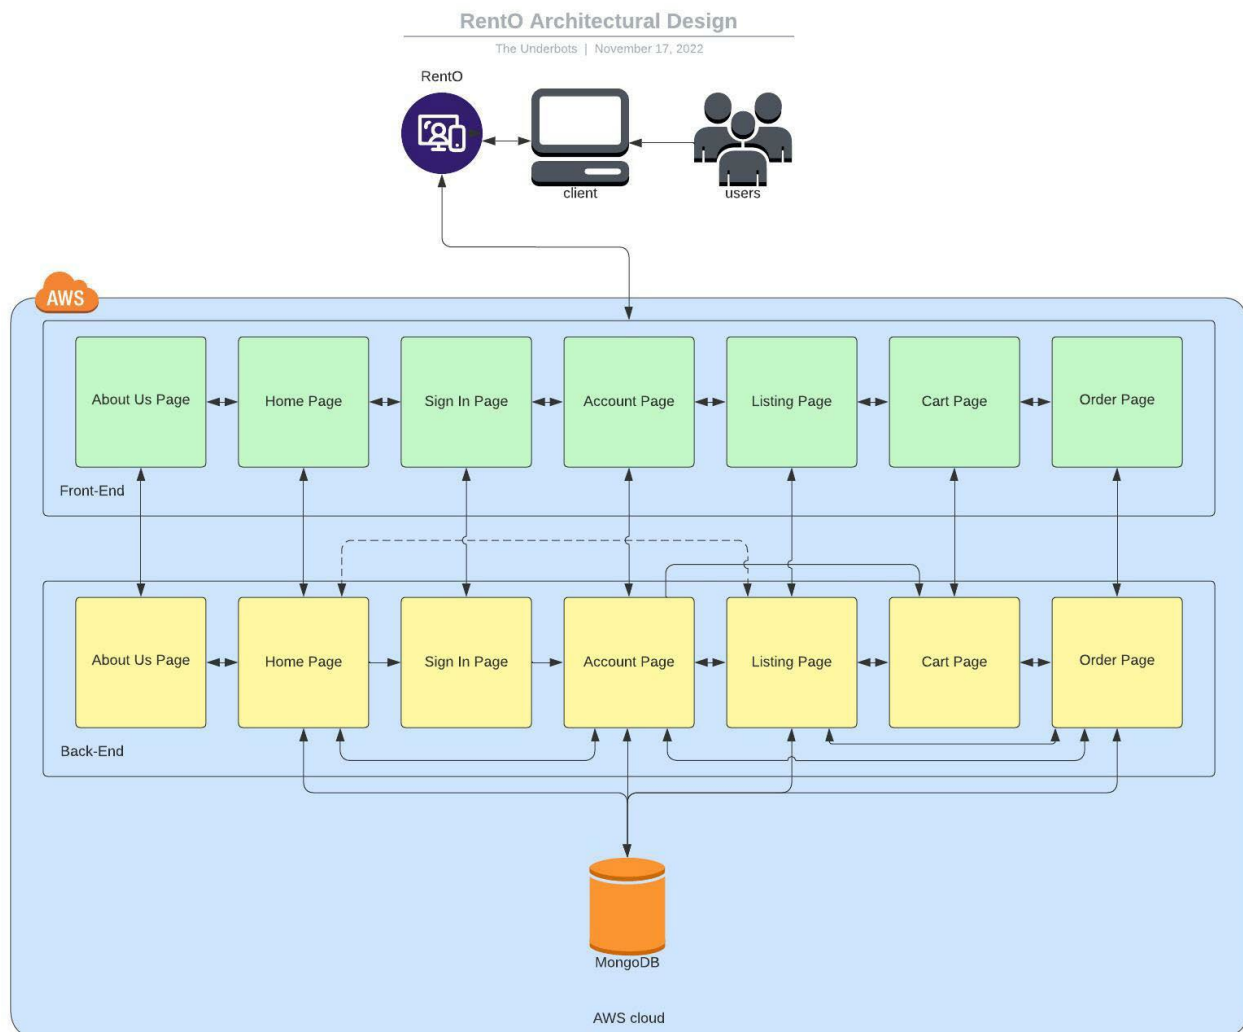 RentO Architectural Design
The Underbots | November 17, 2022
RentO
client
users
AWS
About Us Page
Home Page
Sign In Page
Account Page
Listing Page
Cart Page
Order Page
Front-End
About Us Page
Home Page
Sign In Page
Account Page
Listing Page
Cart Page
Order Page
Back-End
MongoDB
AWS cloud